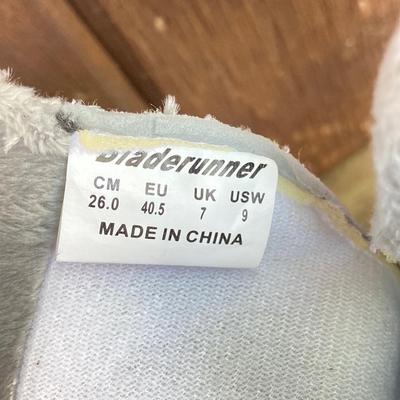 Bladerunner
CM EU UK USW
26.0 40.5 7 9
MADE IN CHINA